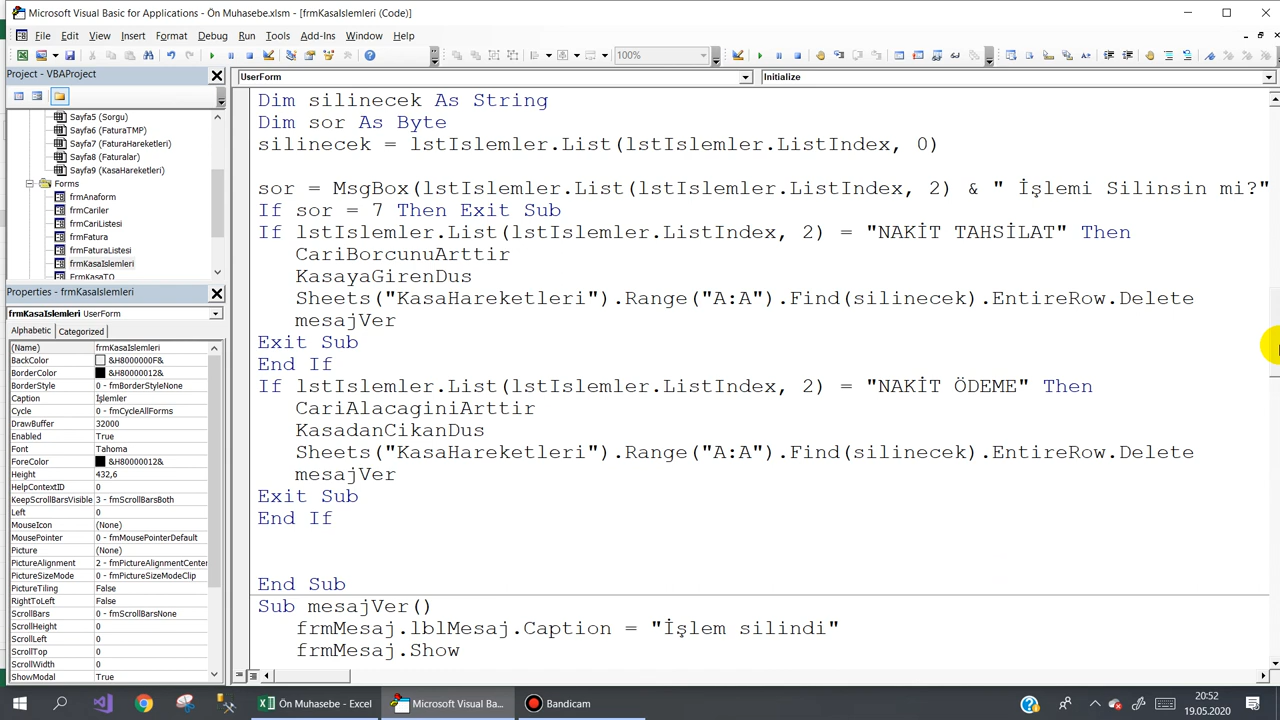 Microsoft Visual Basic for Applications - Ön Muhasebe.xlsm - [frmKasaIslemleri (Code)]
File Edit View Insert Format Debug Run Tools Add-Ins Window Help
100%
Project - VBAProject
UserForm
Initialize
Sayfa5 (Sorgu)
Sayfa6 (FaturaTMP)
Sayfa7 (FaturaHareketleri)
Sayfa8 (Faturalar)
Sayfa9 (KasaHareketleri)
Forms
frmAnaform
frmCariler
frmCariListesi
frmFatura
frmFaturaListesi
frmKasaIslemleri
FrmKasaTO
Properties - frmKasaIslemleri
frmKasaIslemleri UserForm
Alphabetic Categorized
(Name) frmKasaIslemleri
BackColor &H8000000F&
BorderColor &H80000012&
BorderStyle 0 - fmBorderStyleNone
Caption İşlemler
Cycle 0 - fmCycleAllForms
DrawBuffer 32000
Enabled True
Font Tahoma
ForeColor &H80000012&
Height 432,6
HelpContextID 0
KeepScrollBarsVisible 3 - fmScrollBarsBoth
Left 0
MouseIcon (None)
MousePointer 0 - fmMousePointerDefault
Picture (None)
PictureAlignment 2 - fmPictureAlignmentCenter
PictureSizeMode 0 - fmPictureSizeModeClip
PictureTiling False
RightToLeft False
ScrollBars 0 - fmScrollBarsNone
ScrollHeight 0
ScrollLeft 0
ScrollTop 0
ScrollWidth 0
ShowModal True
Dim silinecek As String
Dim sor As Byte
silinecek = lstIslemler.List(lstIslemler.ListIndex, 0)
sor = MsgBox(lstIslemler.List(lstIslemler.ListIndex, 2) & " İşlemi Silinsin mi?"
If sor = 7 Then Exit Sub
If lstIslemler.List(lstIslemler.ListIndex, 2) = "NAKİT TAHSİLAT" Then
CariBorcunuArttir
KasayaGirenDus
Sheets("KasaHareketleri").Range("A:A").Find(silinecek).EntireRow.Delete
mesajVer
Exit Sub
End If
If lstIslemler.List(lstIslemler.ListIndex, 2) = "NAKİT ÖDEME" Then
CariAlacaginiArttir
KasadanCikanDus
Sheets("KasaHareketleri").Range("A:A").Find(silinecek).EntireRow.Delete
mesajVer
Exit Sub
End If
End Sub
Sub mesajVer()
frmMesaj.lblMesaj.Caption = "İşlem silindi"
frmMesaj.Show
Ön Muhasebe - Excel
Microsoft Visual Ba...
Bandicam
20:52
19.05.2020